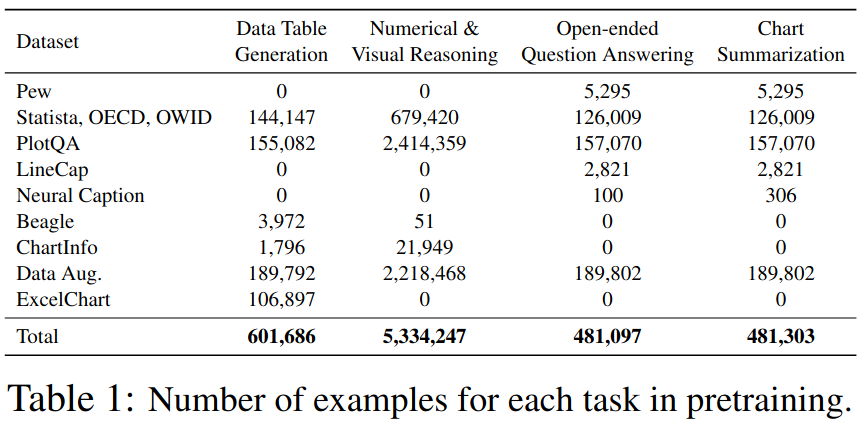 Dataset Data Table Generation Numerical & Visual Reasoning Open-ended Question Answering Chart Summarization
Pew 0 0 5,295 5,295
Statista, OECD, OWID 144,147 679,420 126,009 126,009
PlotQA 155,082 2,414,359 157,070 157,070
LineCap 0 0 2,821 2,821
Neural Caption 0 0 100 306
Beagle 3,972 51 0 0
ChartInfo 1,796 21,949 0 0
Data Aug. 189,792 2,218,468 189,802 189,802
ExcelChart 106,897 0 0 0
Total 601,686 5,334,247 481,097 481,303
Table 1: Number of examples for each task in pretraining.